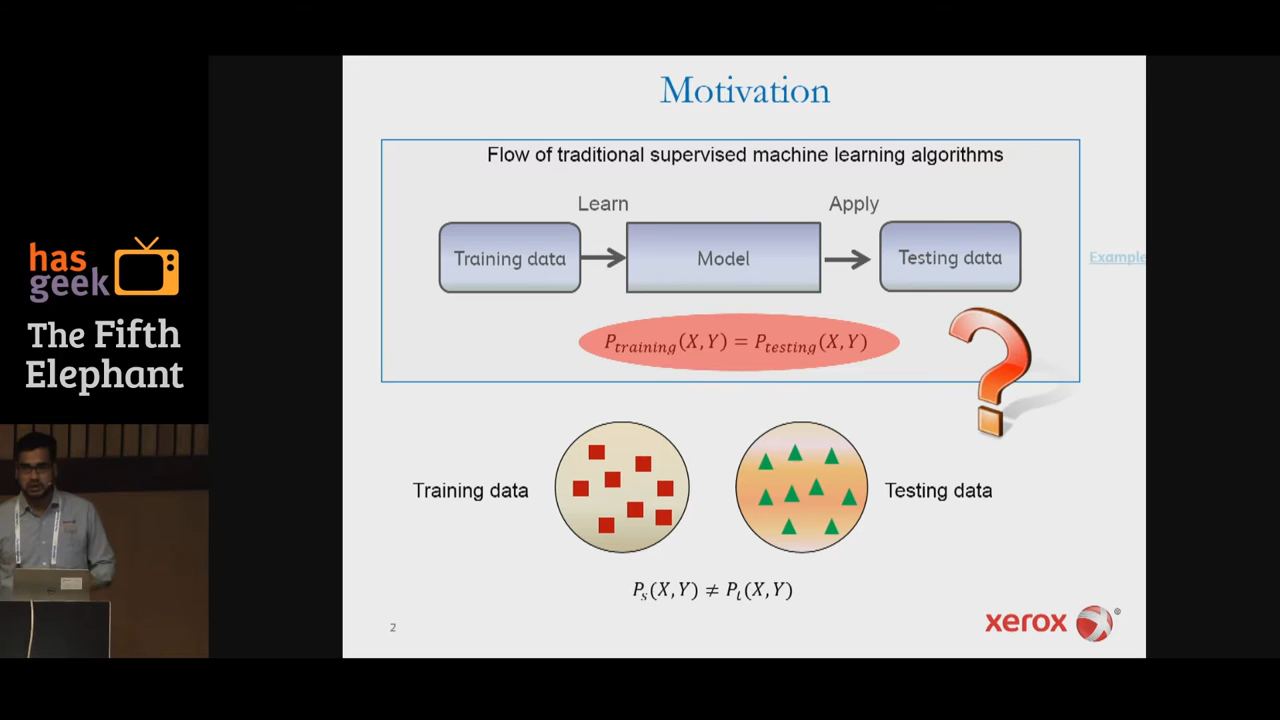 Motivation
Flow of traditional supervised machine learning algorithms
Learn
Apply
Training data
Model
Testing data
Example
P_training(X,Y) = P_testing(X,Y)
?
Training data
Testing data
P_s(X,Y) ≠ P_t(X,Y)
2
xerox ®
has
geek
The Fifth
Elephant